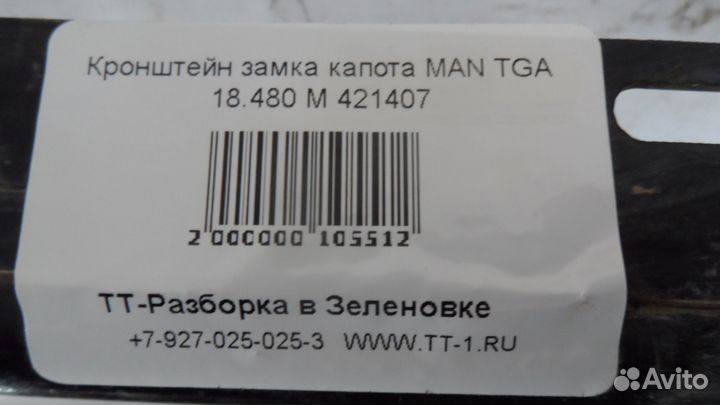 Кронштейн замка капота MAN TGA
18.480 М 421407
2 000000 105512
ТТ-Разборка в Зеленовке
+7-927-025-025-3 WWW.TT-1.RU
Avito